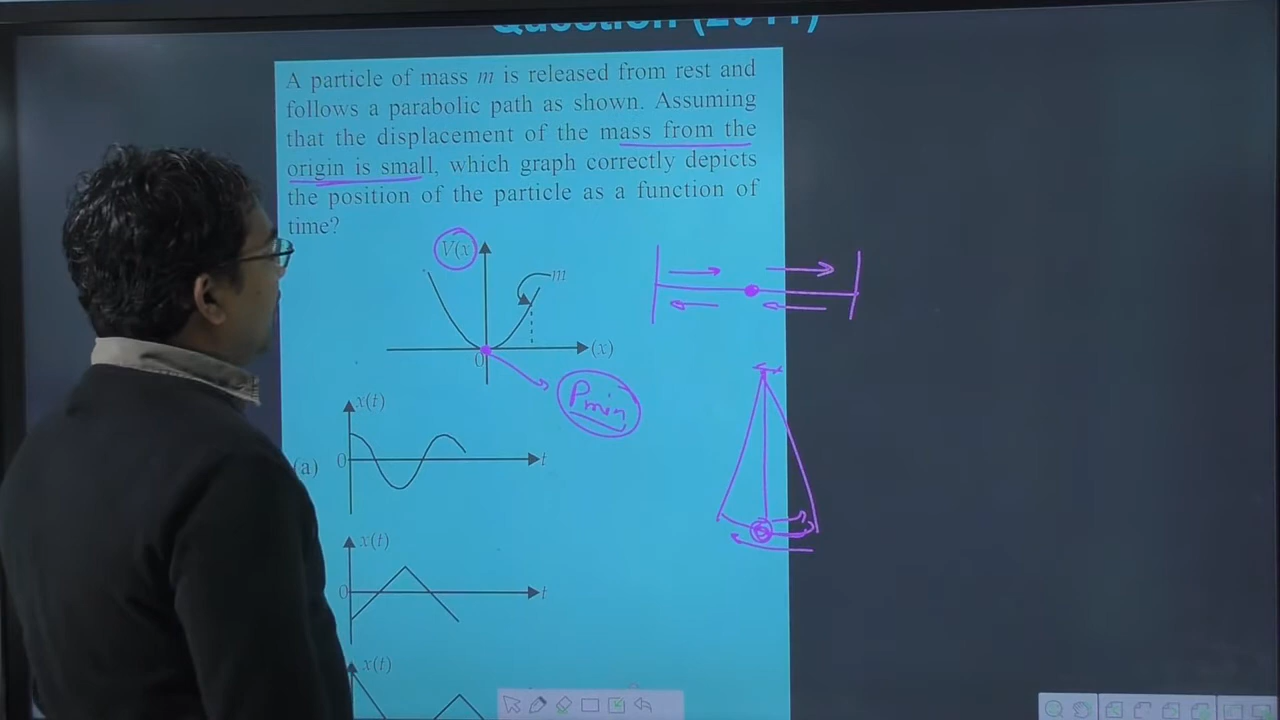 Question (2011)
A particle of mass m is released from rest and
follows a parabolic path as shown. Assuming
that the displacement of the mass from the
origin is small, which graph correctly depicts
the position of the particle as a function of
time?
V(x
m
0
(x)
Pmin
x(t)
(a)
0
t
x(t)
0
t
x(t)